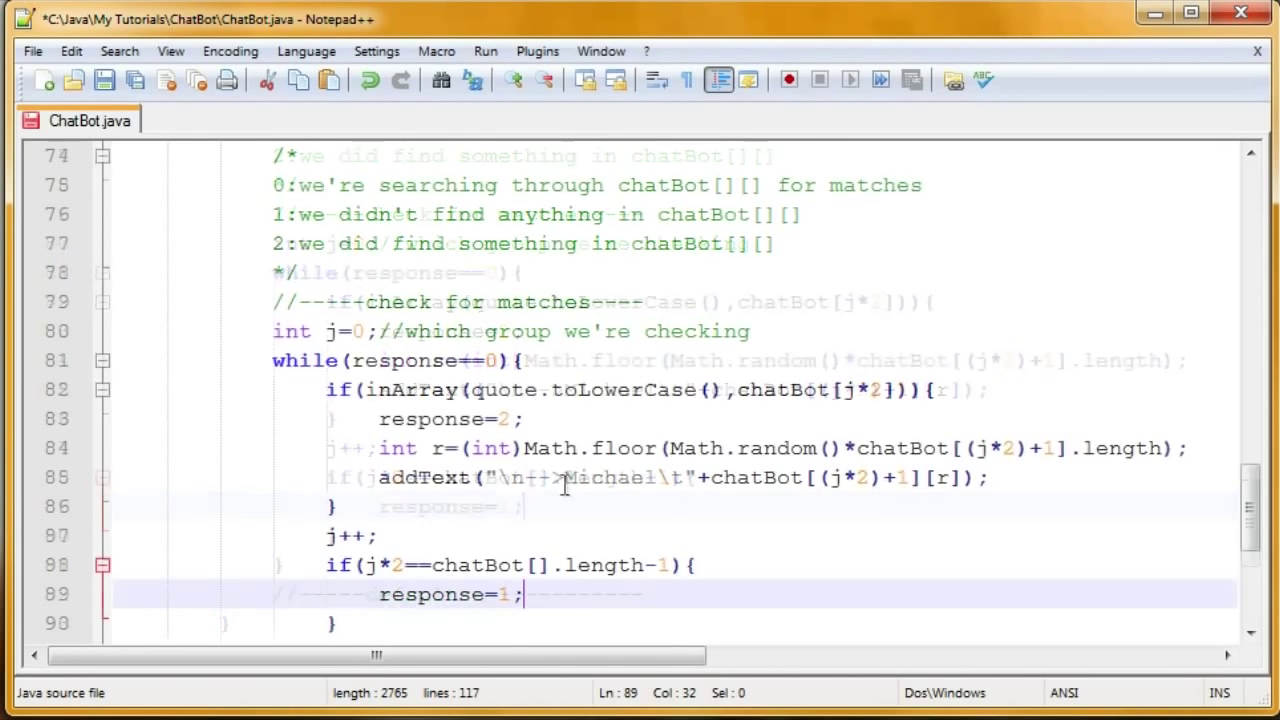 *C:\Java\My Tutorials\ChatBot\ChatBot.java - Notepad++
File Edit Search View Encoding Language Settings Macro Run Plugins Window ? X
ChatBot.java
74 /*we did find something in chatBot[][]
75 0:we're searching through chatBot[][] for matches
76 1:we didn't find anything in chatBot[][]
77 2:we did find something in chatBot[][]
78 */
79 //-----check for matches----
80 int j=0;//which group we're checking
81 while(response==0){
82 if(inArray(quote.toLowerCase(),chatBot[j*2])){
83 response=2;
84 int r=(int)Math.floor(Math.random()*chatBot[(j*2)+1].length);
85 addText("\n-->Michael\t"+chatBot[(j*2)+1][r]);
86 }
87 j++;
88 if(j*2==chatBot[].length-1){
89 response=1;
90 }
Java source file length : 2765 lines : 117 Ln : 89 Col : 32 Sel : 0 Dos\Windows ANSI INS